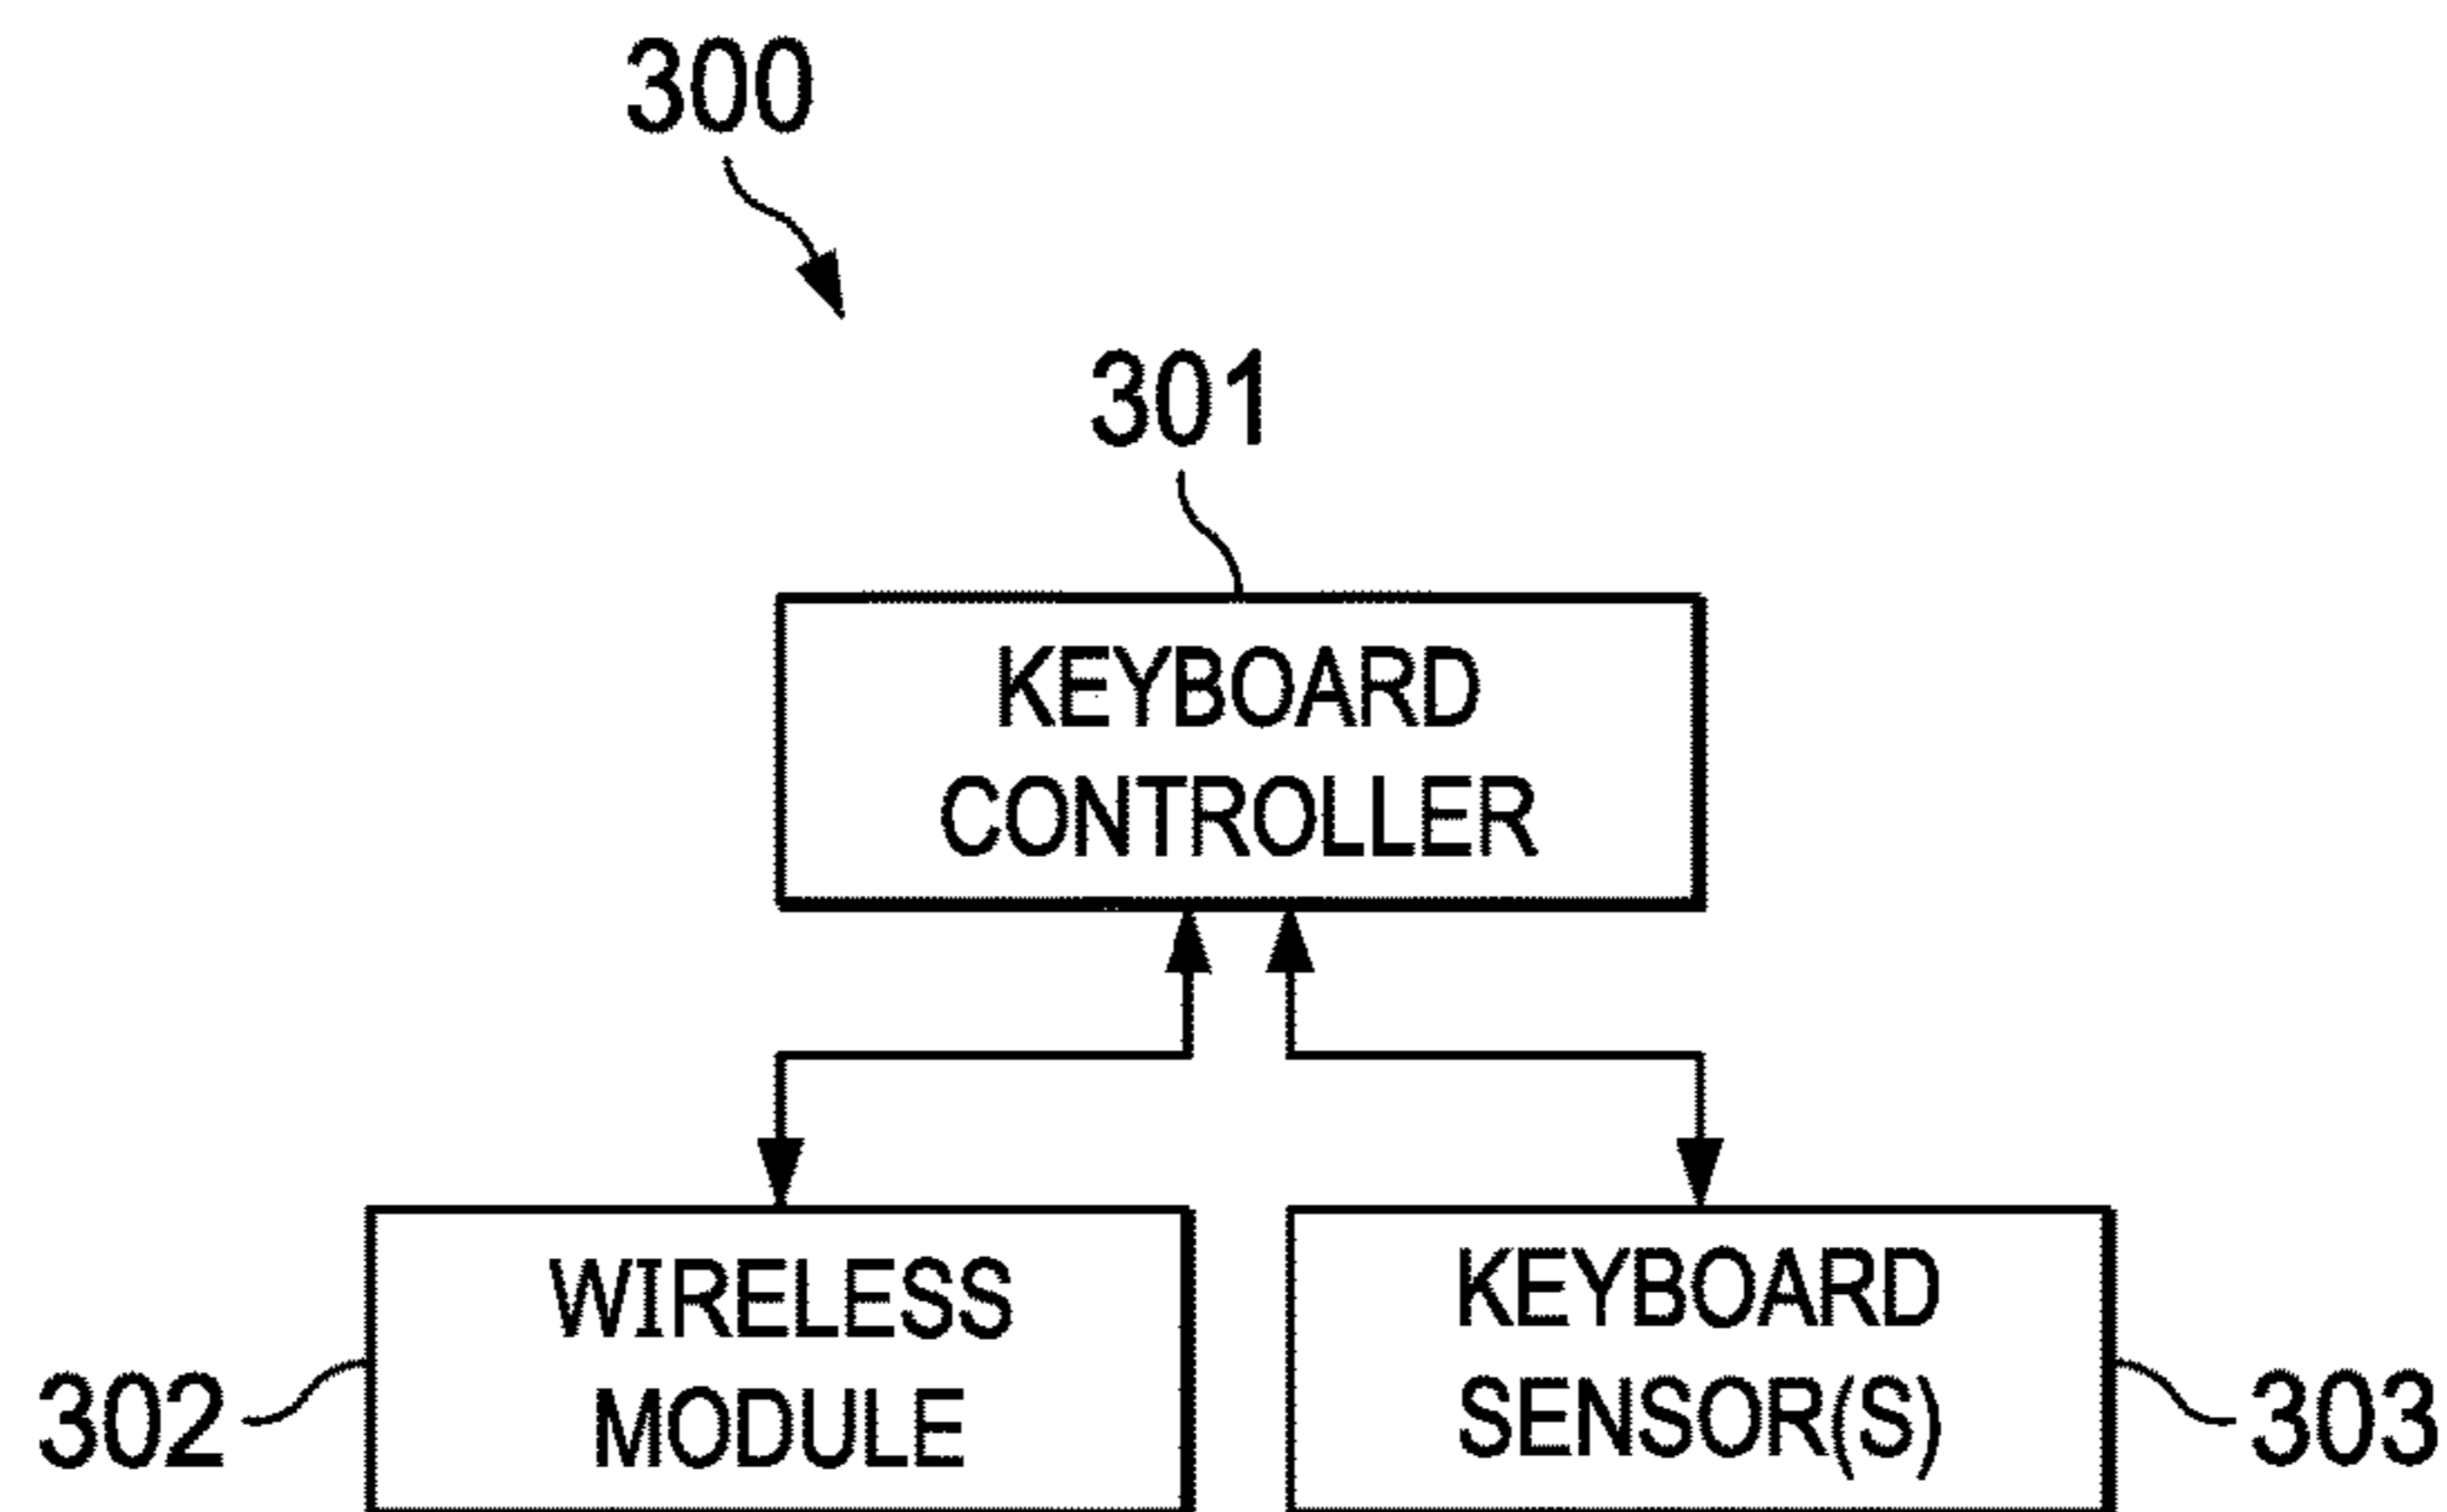 300
301
KEYBOARD
CONTROLLER
WIRELESS
MODULE
302
KEYBOARD
SENSOR(S)
303